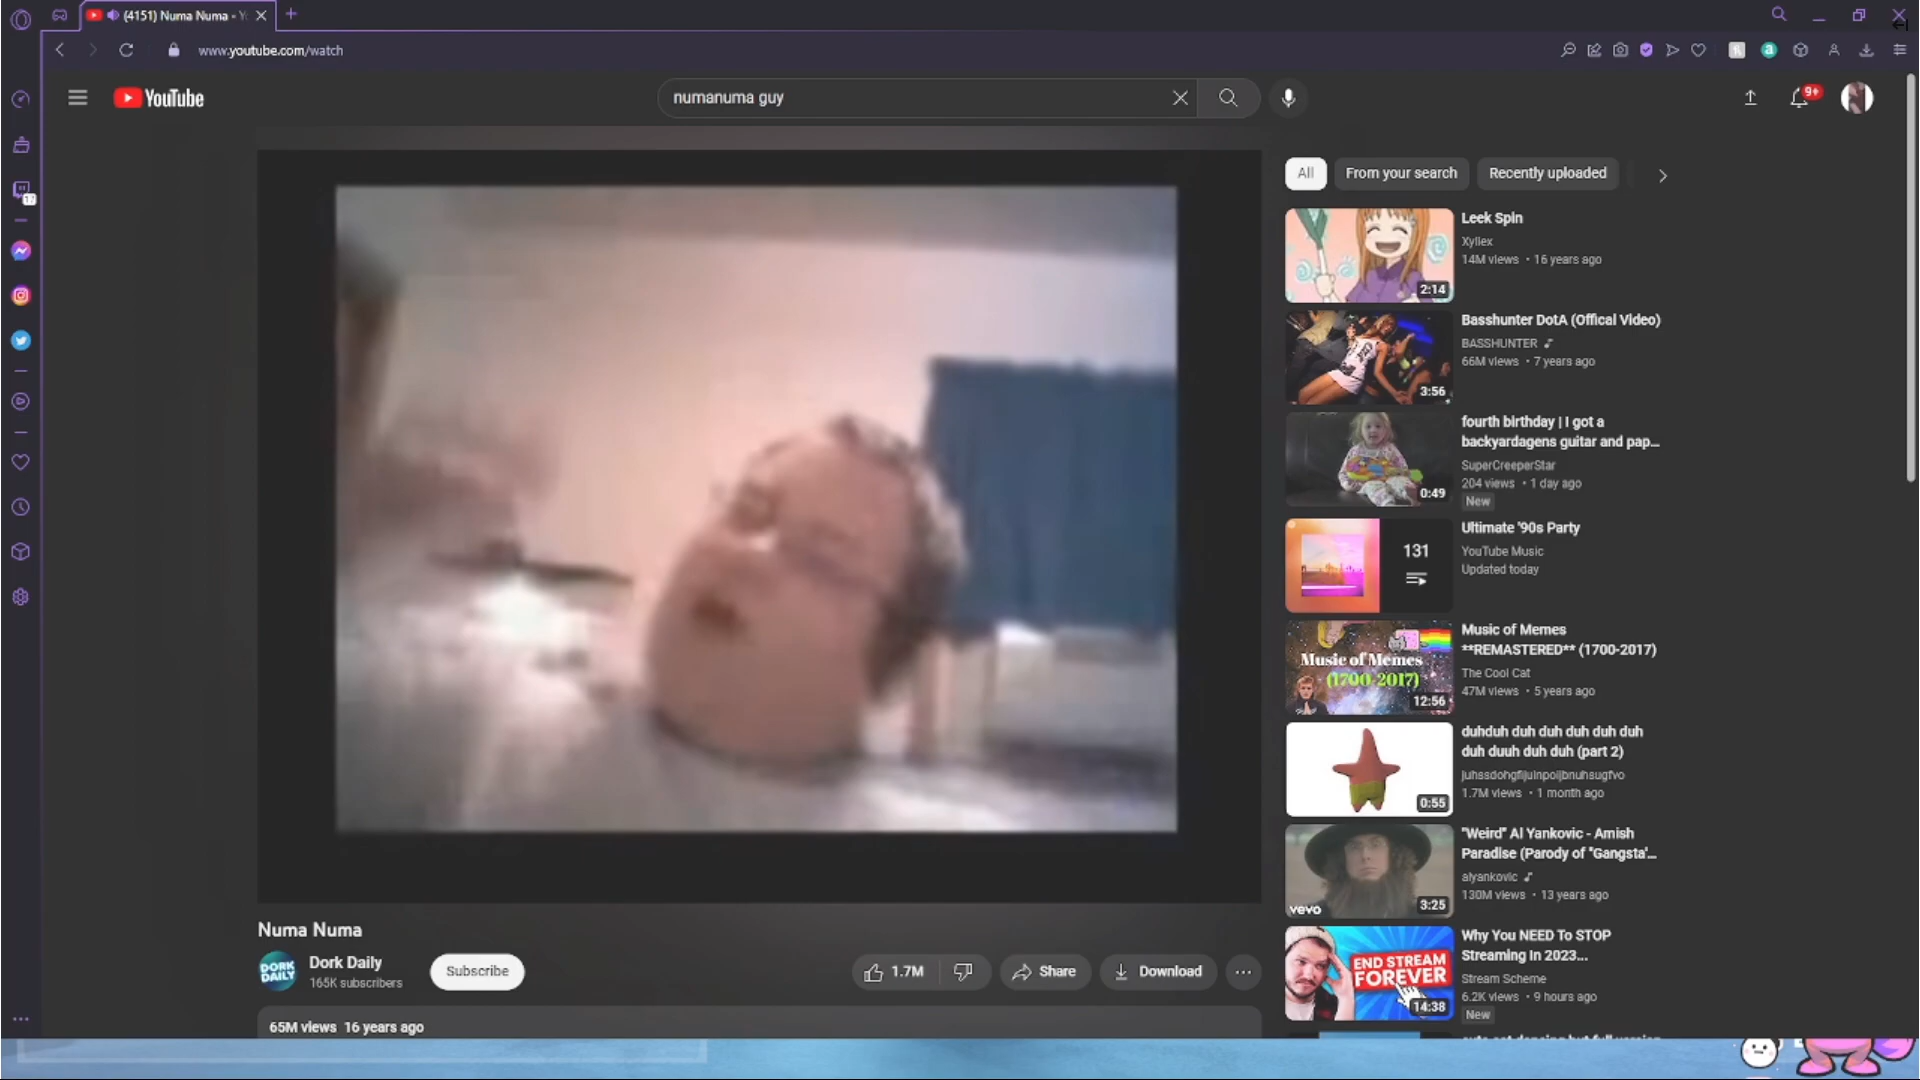 (4151) Numa Numa - Y
www.youtube.com/watch
17
YouTube
numanuma guy
9+
All
From your search
Recently uploaded
Leek Spin
Xyliex
14M views • 16 years ago
2:14
Basshunter DotA (Offical Video)
BASSHUNTER
66M views • 7 years ago
3:56
fourth birthday | I got a
backyardagens guitar and pap...
SuperCreeperStar
204 views • 1 day ago
New
0:49
Ultimate '90s Party
YouTube Music
Updated today
131
Music of Memes
**REMASTERED** (1700-2017)
The Cool Cat
47M views • 5 years ago
Music of Memes
(1700-2017)
12:56
duhduh duh duh duh duh duh
duh duuh duh duh (part 2)
1.7M views • 1 month ago
0:55
"Weird" Al Yankovic - Amish
Paradise (Parody of "Gangsta'...
alyankovic
130M views • 13 years ago
vevo
3:25
Why You NEED To STOP
Streaming In 2023...
Stream Scheme
6.2K views • 9 hours ago
New
END STREAM
FOREVER
14:38
Numa Numa
DORK
DAILY
Dork Daily
165K subscribers
Subscribe
1.7M
Share
Download
65M views 16 years ago